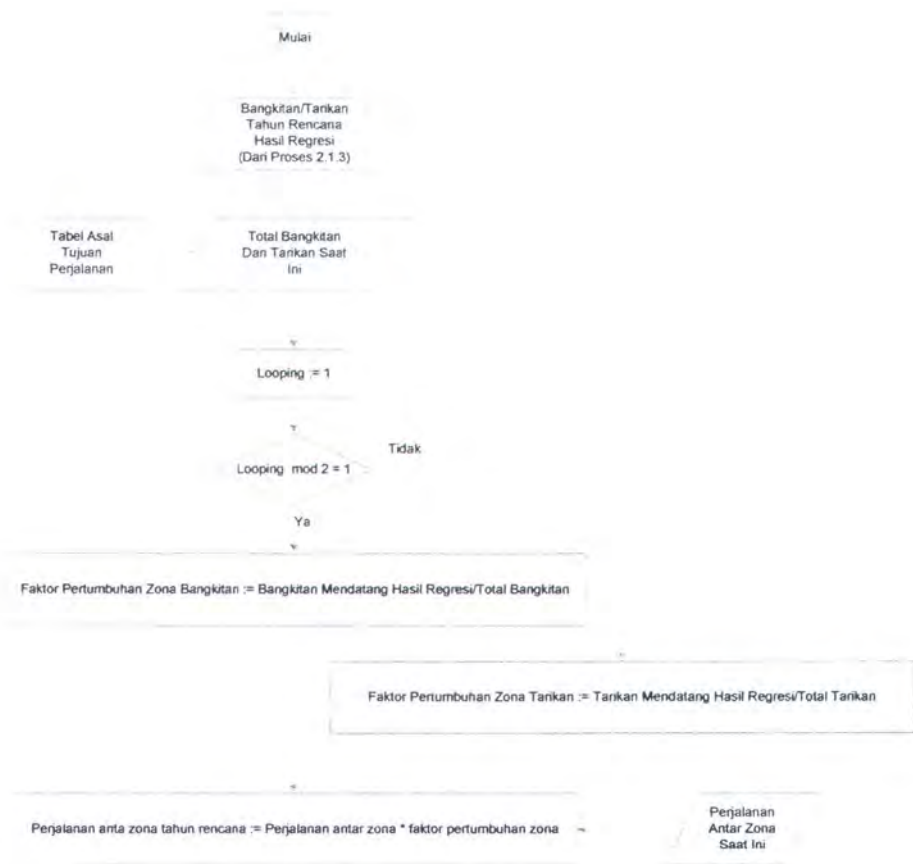 Mulai
Bangkitan/Tarikan
Tahun Rencana
Hasil Regresi
(Dari Proses 2.1.3)
Tabel Asal
Tujuan
Perjalanan
Total Bangkitan
Dan Tarikan Saat
Ini
Looping := 1
Tidak
Looping mod 2 = 1
Ya
Faktor Pertumbuhan Zona Bangkitan := Bangkitan Mendatang Hasil Regresi/Total Bangkitan
Faktor Pertumbuhan Zona Tarikan := Tarikan Mendatang Hasil Regresi/Total Tarikan
Perjalanan anta zona tahun rencana := Perjalanan antar zona * faktor pertumbuhan zona
Perjalanan
Antar Zona
Saat Ini